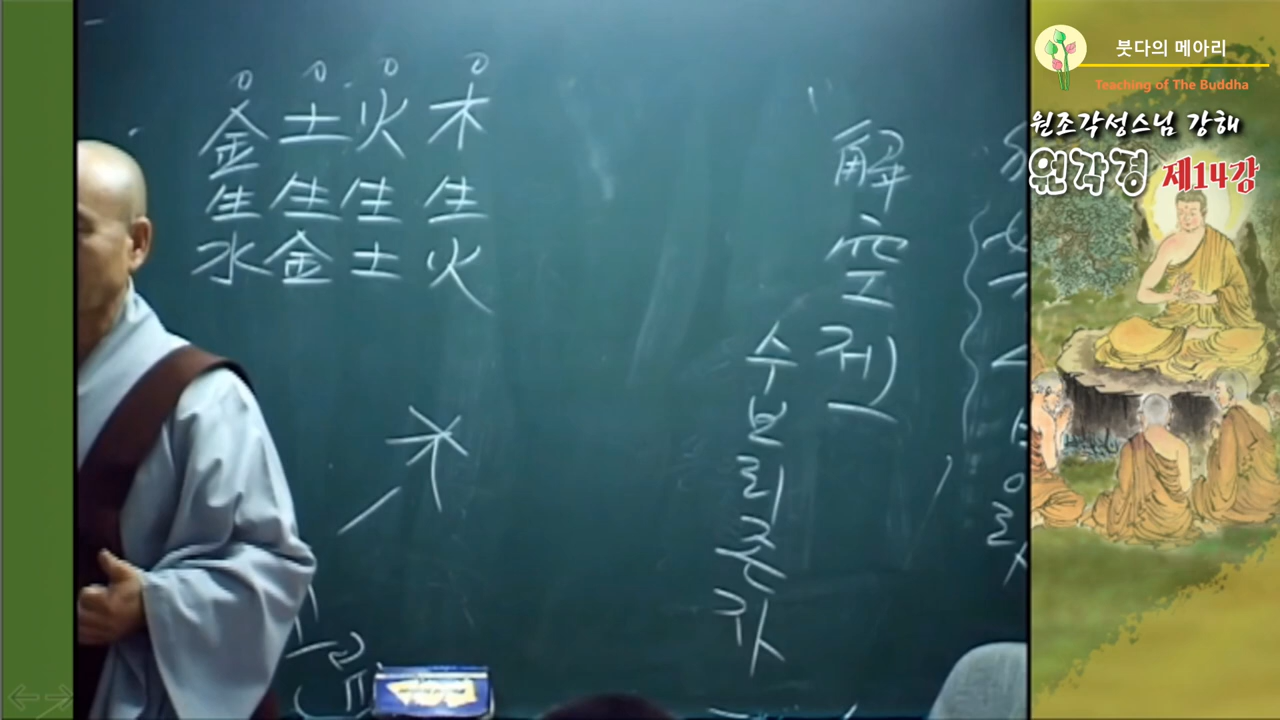 木生火
火生土
土生金
金生水
解空제一
수보리존자
붓다의 메아리
Teaching of The Buddha
원조각성스님 강해
원각경 제14강